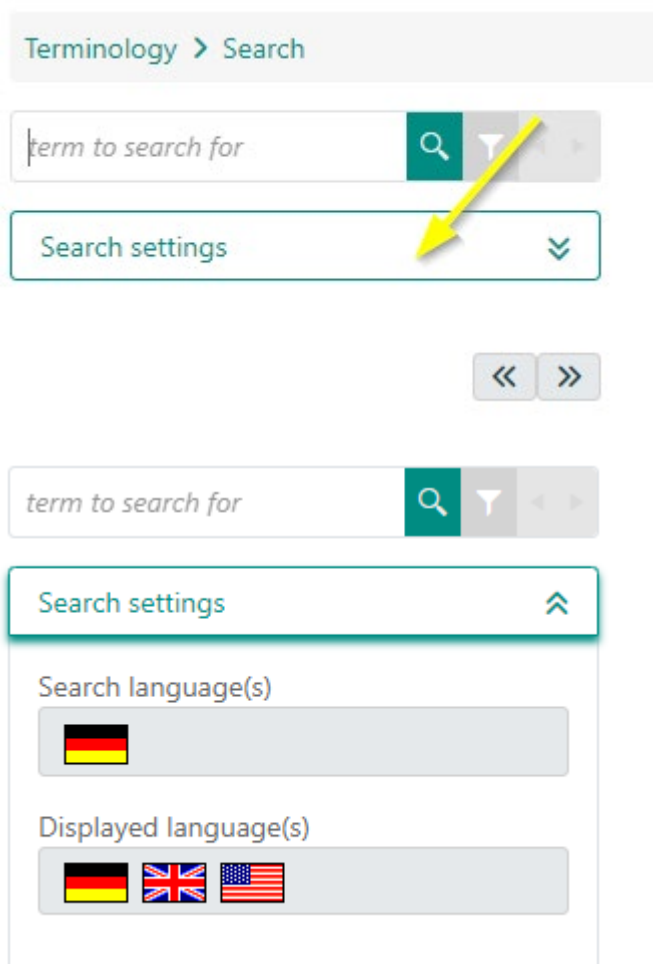 Terminology > Search
term to search for
Search settings
term to search for
Search settings
Search language(s)
Displayed language(s)